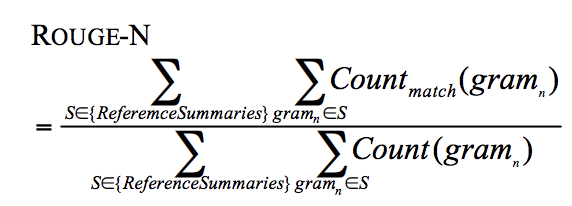 ROUGE-N
∑ ∑ Count_match(gram_n)
S∈{ReferemceSummaries} gram_n∈S
=
∑ ∑ Count(gram_n)
S∈{ReferenceSummaries} gram_n∈S